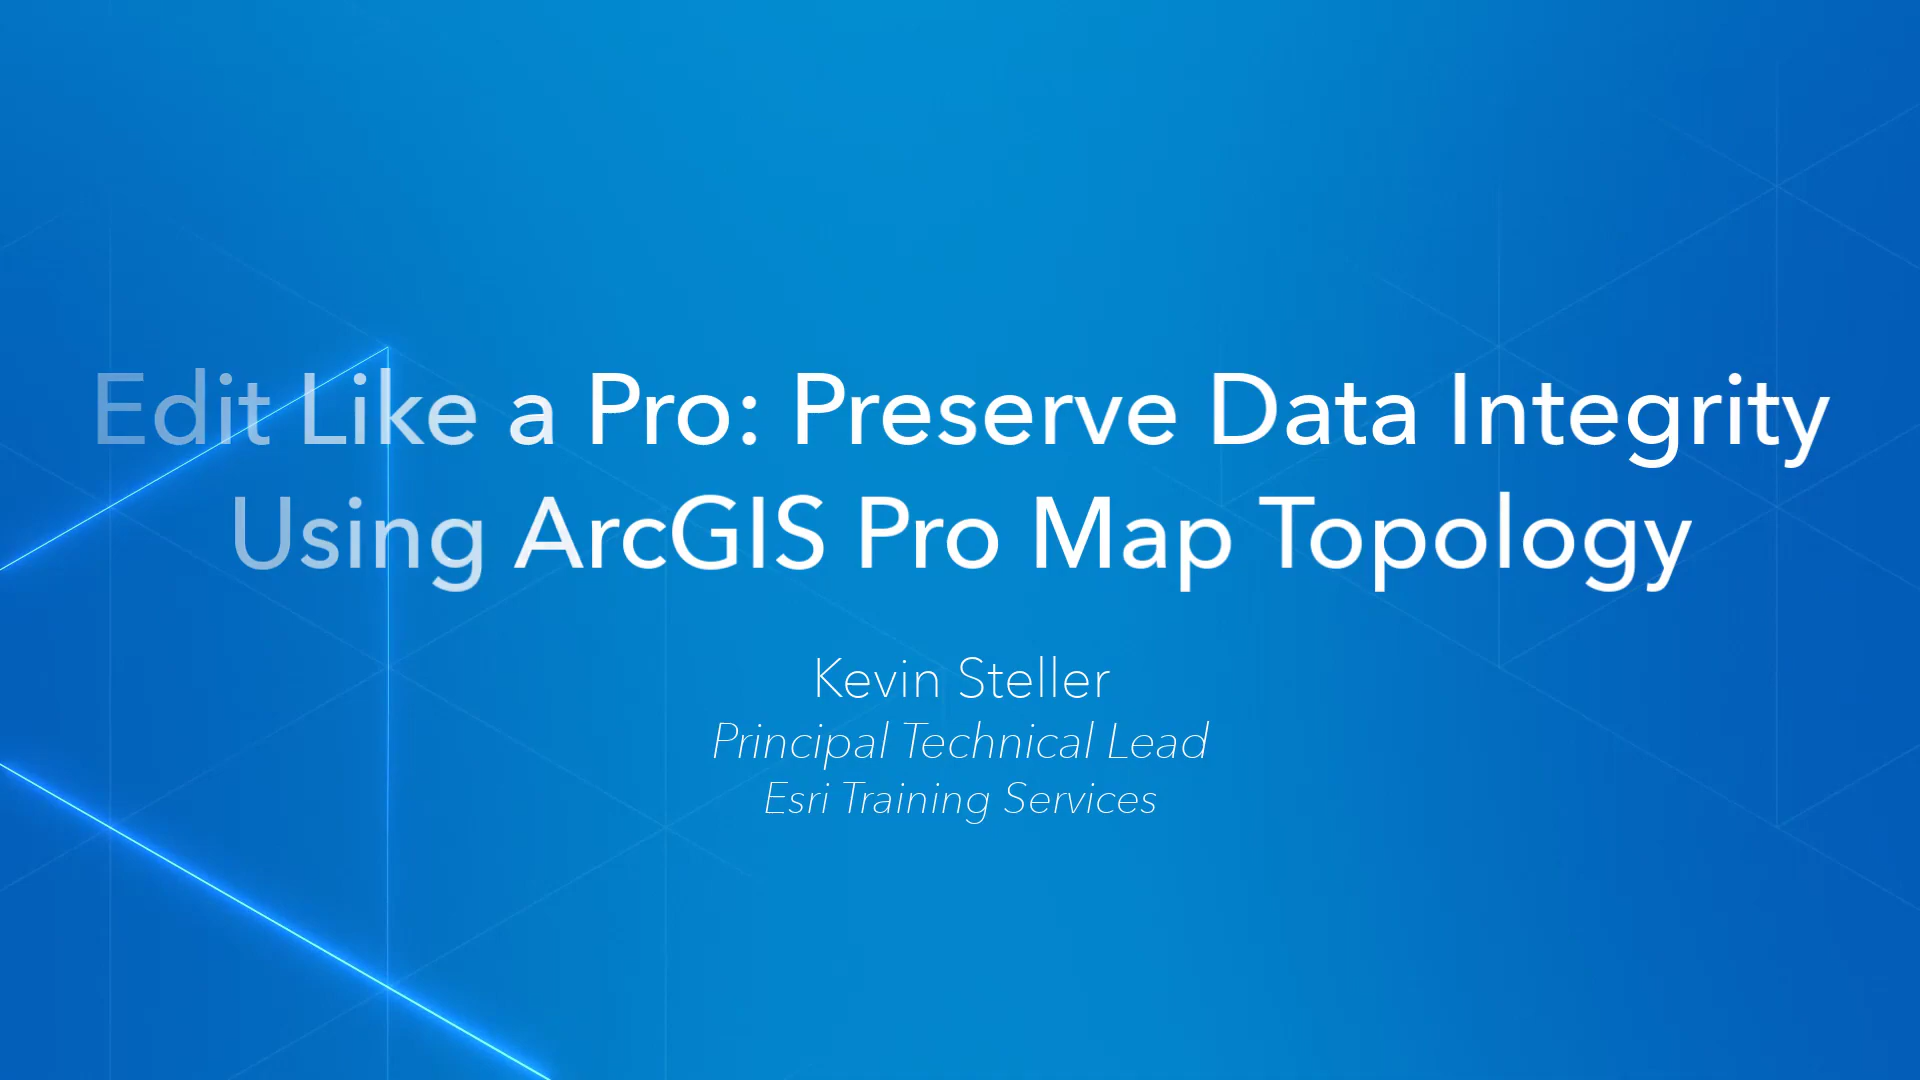 Edit Like a Pro: Preserve Data Integrity
Using ArcGIS Pro Map Topology
Kevin Steller
Principal Technical Lead
Esri Training Services